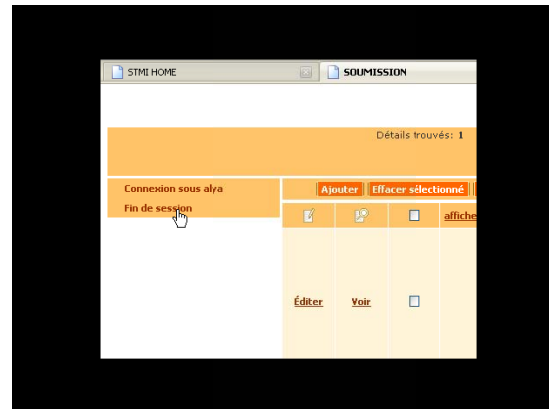 STMI HOME
SOUMISSION
Détails trouvés: 1
Connexion sous alya
Ajouter Effacer sélectionné
Fin de session
affiche
Éditer Voir